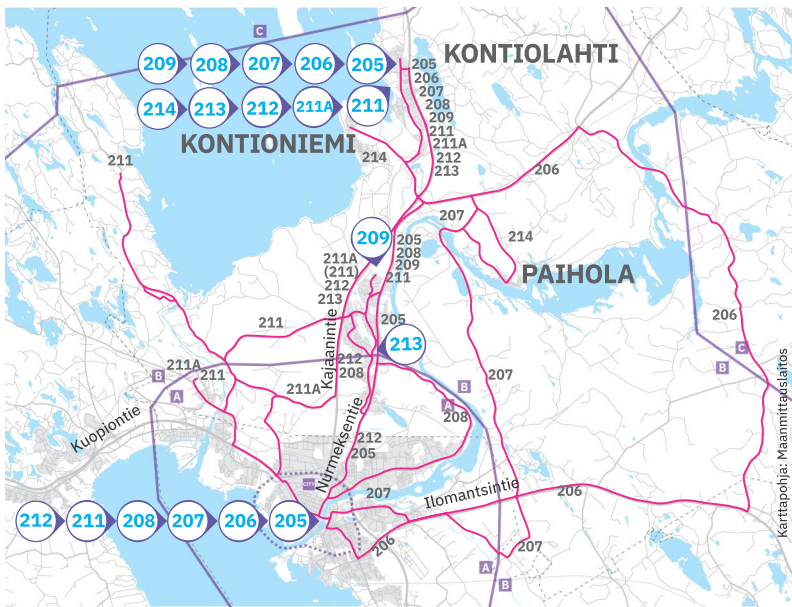 C
209 208 207 206 205
KONTIOLAHTI
205
206
207
208
209
211
211A
212
213
214 213 212 211A 211
KONTIONIEMI
214
211
206
207
214
PAIHOLA
209
205
208
209
211
211A
(211)
212
213
Kajaanintie
211
205
213
206
C
B
212
208
211A
211
B
A
211A
B
A
208
207
Kuopiontie
Nurmeksentie
212
205
CITY
207
Ilomantsintie
206
212 211 208 207 206 205
206
207
A
B
Karttapohja: Maanmittauslaitos